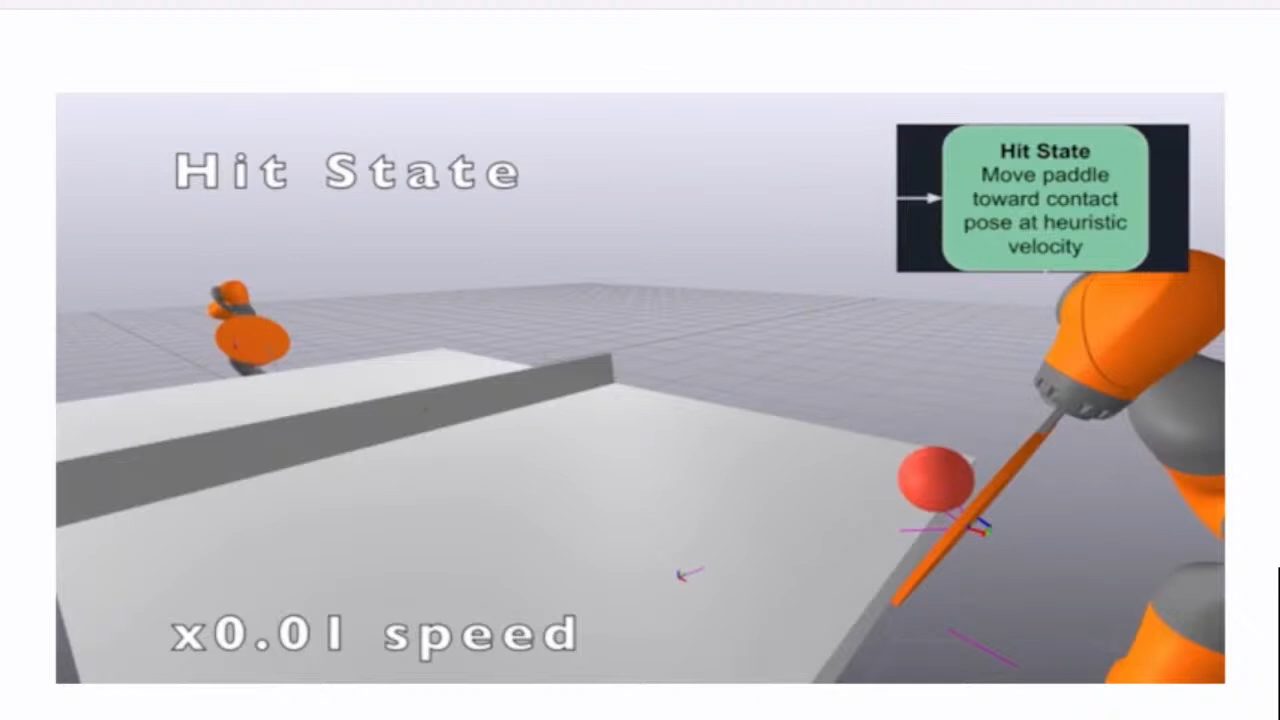 Hit State
Hit State
Move paddle
toward contact
pose at heuristic
velocity
x0.01 speed